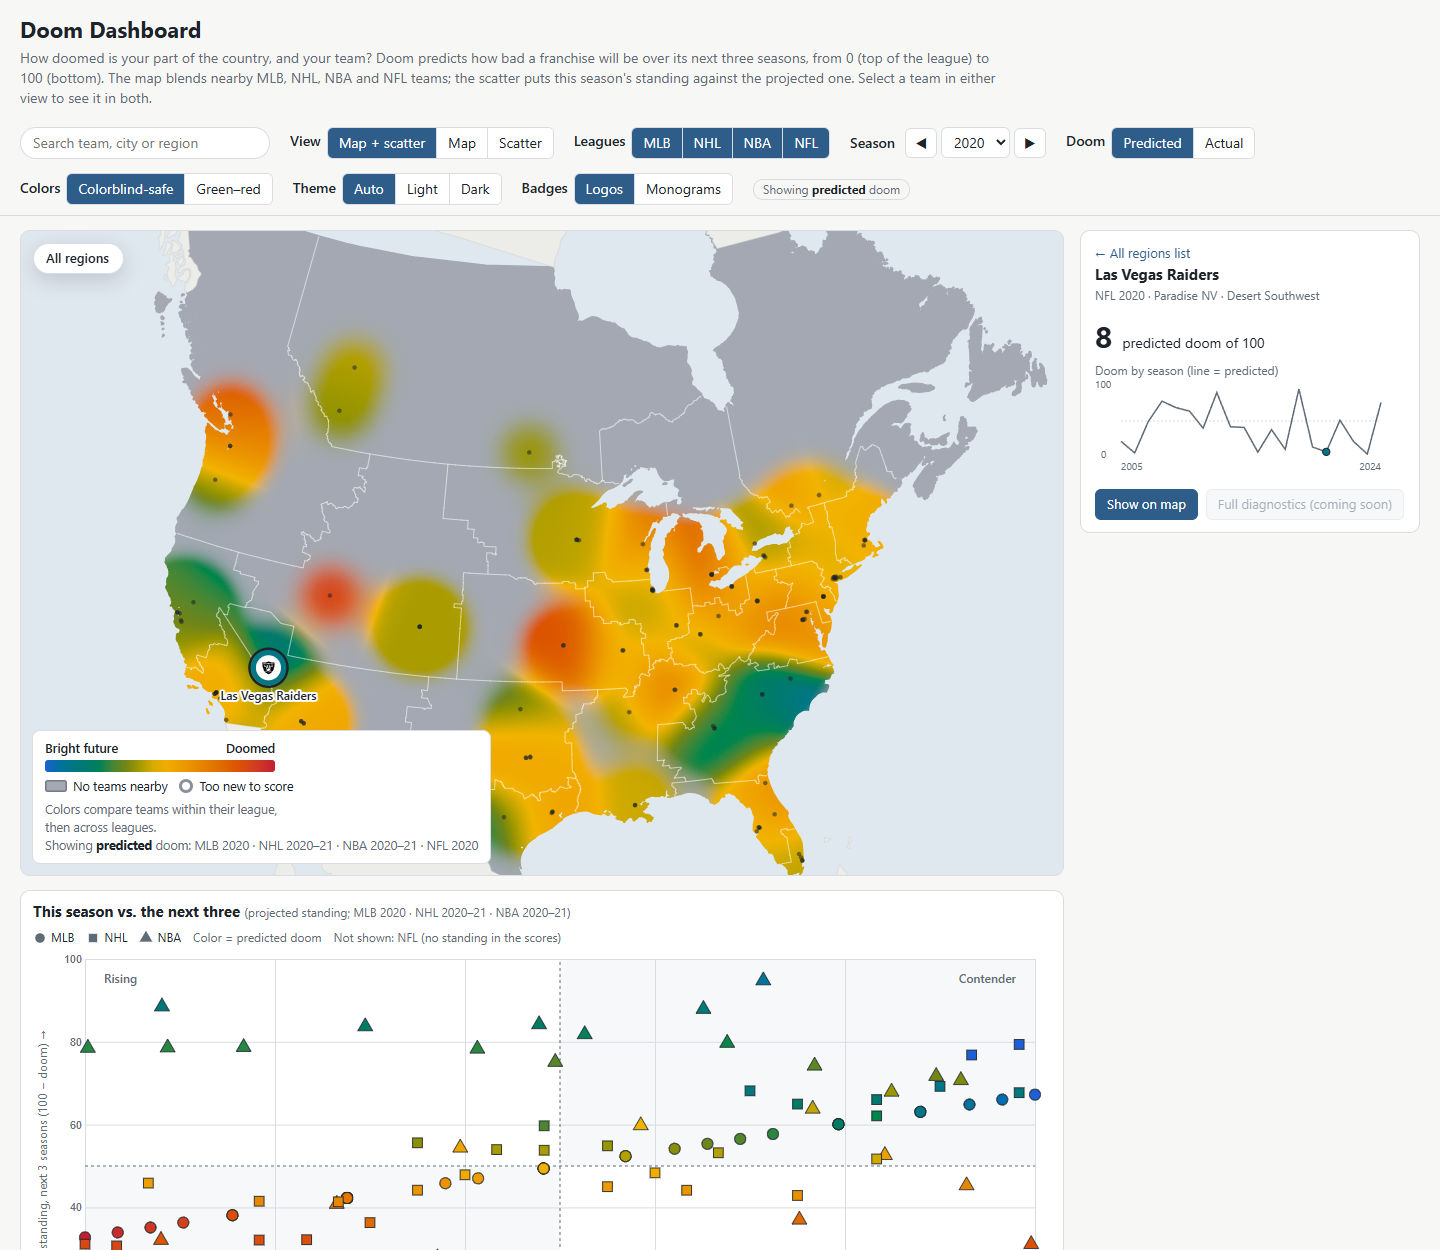 Doom Dashboard
How doomed is your part of the country, and your team? Doom predicts how bad a franchise will be over its next three seasons, from 0 (top of the league) to
100 (bottom). The map blends nearby MLB, NHL, NBA and NFL teams; the scatter puts this season's standing against the projected one. Select a team in either
view to see it in both.
Search team, city or region
View Map + scatter Map Scatter
Leagues MLB NHL NBA NFL
Season ◀ 2020 ▶
Doom Predicted Actual
Colors Colorblind-safe Green–red
Theme Auto Light Dark
Badges Logos Monograms
Showing predicted doom
All regions
Las Vegas Raiders
Bright future Doomed
No teams nearby Too new to score
Colors compare teams within their league,
then across leagues.
Showing predicted doom: MLB 2020 · NHL 2020–21 · NBA 2020–21 · NFL 2020
← All regions list
Las Vegas Raiders
NFL 2020 · Paradise NV · Desert Southwest
8 predicted doom of 100
Doom by season (line = predicted)
100
0
2005 2024
Show on map Full diagnostics (coming soon)
This season vs. the next three (projected standing; MLB 2020 · NHL 2020–21 · NBA 2020–21)
MLB NHL NBA Color = predicted doom Not shown: NFL (no standing in the scores)
100
Rising Contender
80
60
40
standing, next 3 seasons (100 − doom) →